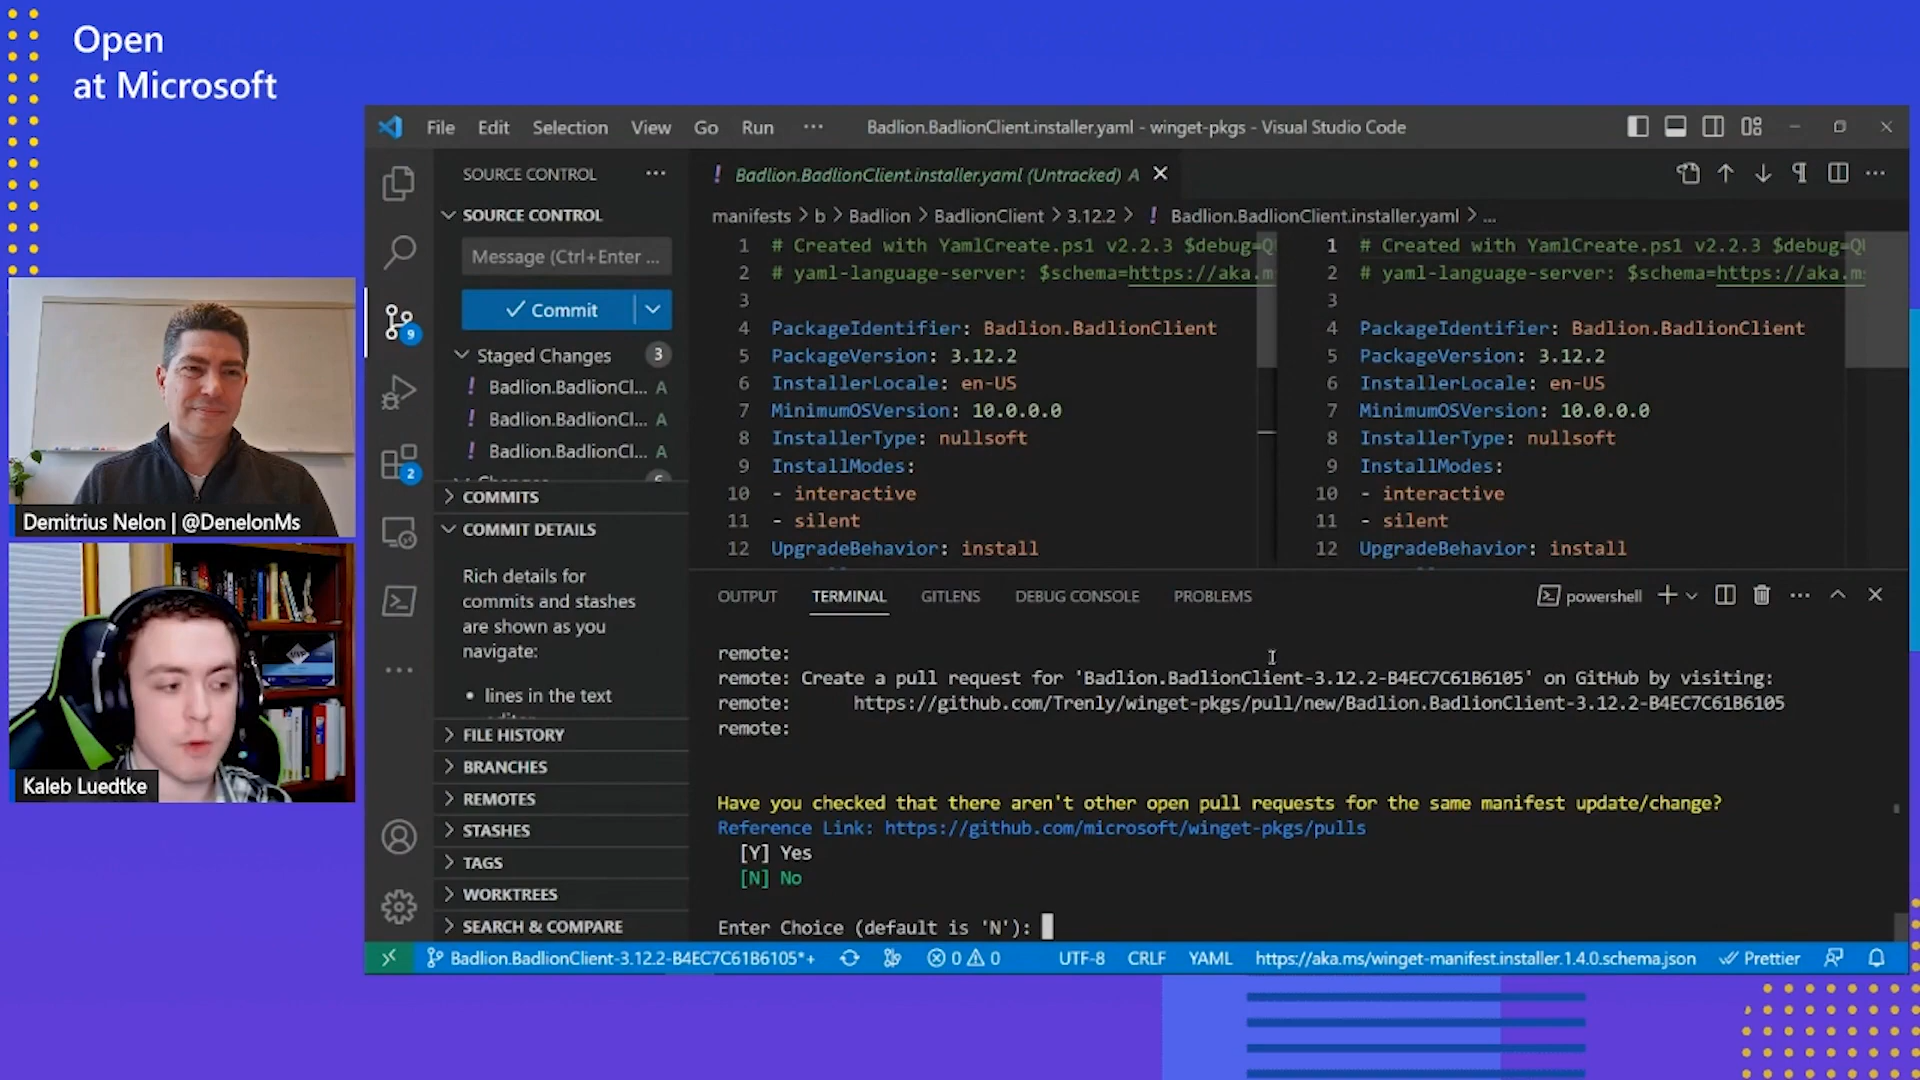 Open
at Microsoft
File Edit Selection View Go Run ··· Badlion.BadlionClient.installer.yaml - winget-pkgs - Visual Studio Code
SOURCE CONTROL ···
SOURCE CONTROL
Message (Ctrl+Enter ...
Commit
Staged Changes 3
! Badlion.BadlionCl... A
! Badlion.BadlionCl... A
! Badlion.BadlionCl... A
COMMITS
COMMIT DETAILS
Rich details for
commits and stashes
are shown as you
navigate:
• lines in the text
FILE HISTORY
BRANCHES
REMOTES
STASHES
TAGS
WORKTREES
SEARCH & COMPARE
9
2
! Badlion.BadlionClient.installer.yaml (Untracked) A
manifests > b > Badlion > BadlionClient > 3.12.2 > ! Badlion.BadlionClient.installer.yaml > ...
1 # Created with YamlCreate.ps1 v2.2.3 $debug=Q
2 # yaml-language-server: $schema=https://aka.m
3
4 PackageIdentifier: Badlion.BadlionClient
5 PackageVersion: 3.12.2
6 InstallerLocale: en-US
7 MinimumOSVersion: 10.0.0.0
8 InstallerType: nullsoft
9 InstallModes:
10 - interactive
11 - silent
12 UpgradeBehavior: install
1 # Created with YamlCreate.ps1 v2.2.3 $debug=Q
2 # yaml-language-server: $schema=https://aka.m
3
4 PackageIdentifier: Badlion.BadlionClient
5 PackageVersion: 3.12.2
6 InstallerLocale: en-US
7 MinimumOSVersion: 10.0.0.0
8 InstallerType: nullsoft
9 InstallModes:
10 - interactive
11 - silent
12 UpgradeBehavior: install
OUTPUT TERMINAL GITLENS DEBUG CONSOLE PROBLEMS powershell
remote:
remote: Create a pull request for 'Badlion.BadlionClient-3.12.2-B4EC7C61B6105' on GitHub by visiting:
remote: https://github.com/Trenly/winget-pkgs/pull/new/Badlion.BadlionClient-3.12.2-B4EC7C61B6105
remote:
Have you checked that there aren't other open pull requests for the same manifest update/change?
Reference Link: https://github.com/microsoft/winget-pkgs/pulls
[Y] Yes
[N] No
Enter Choice (default is 'N'):
Badlion.BadlionClient-3.12.2-B4EC7C61B6105*+ 0 0 UTF-8 CRLF YAML https://aka.ms/winget-manifest.installer.1.4.0.schema.json Prettier
Demitrius Nelon | @DenelonMs
Kaleb Luedtke